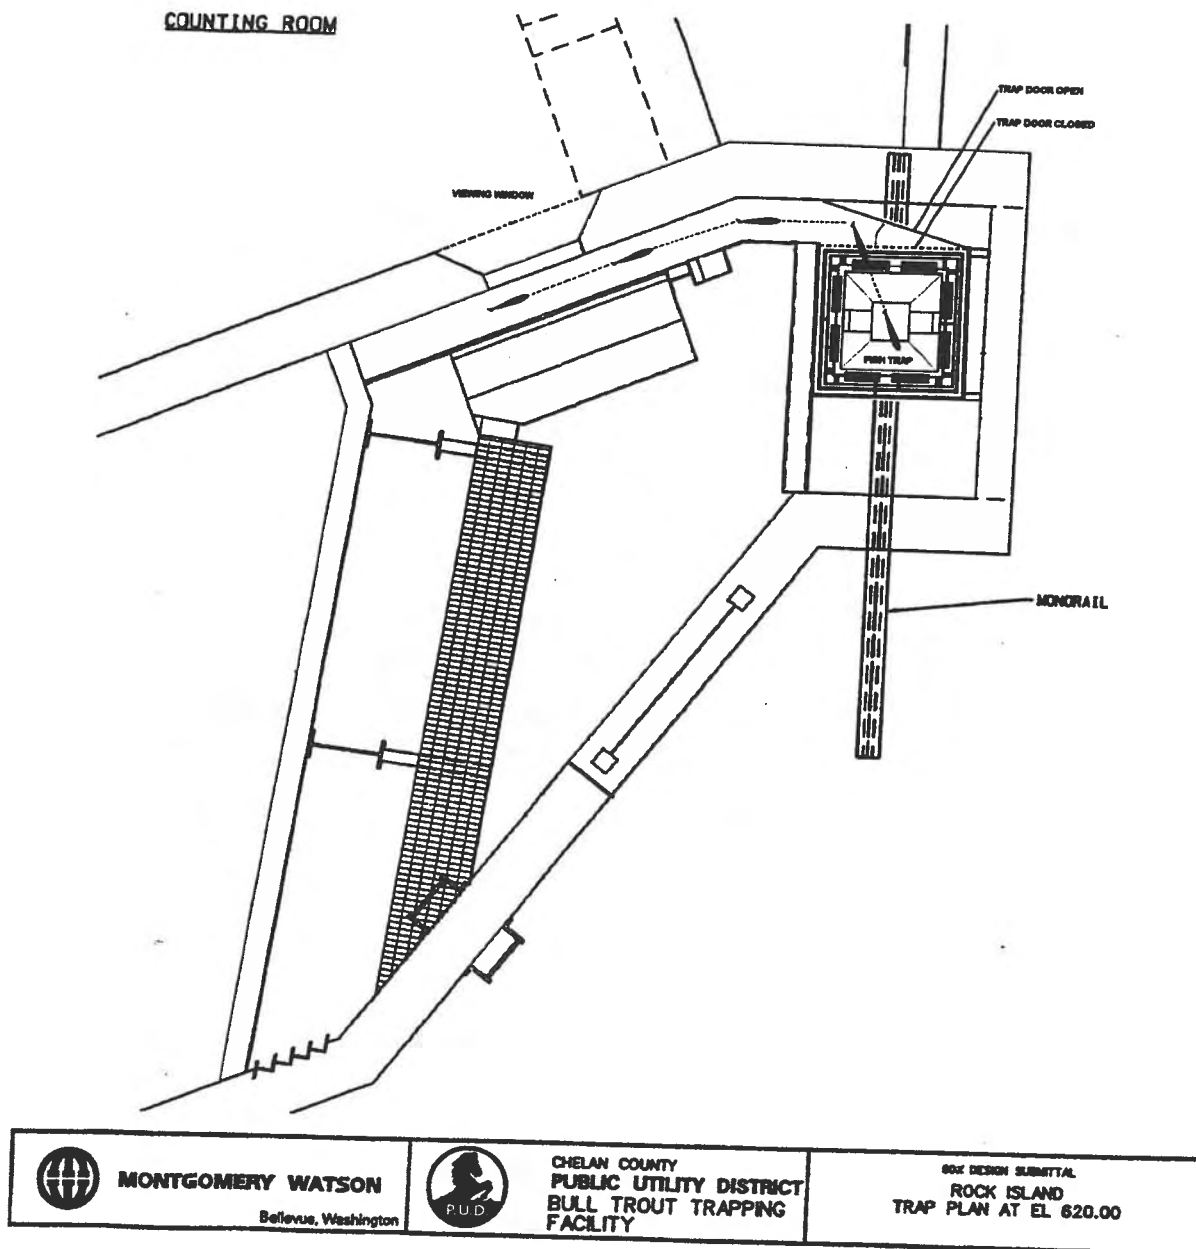 COUNTING ROOM
TRAP DOOR OPEN
TRAP DOOR CLOSED
VIEWING WINDOW
FISH TRAP
MONORAIL
MONTGOMERY WATSON
Bellevue, Washington
P.U.D
CHELAN COUNTY
PUBLIC UTILITY DISTRICT
BULL TROUT TRAPPING
FACILITY
DESIGN SUBMITTAL
ROCK ISLAND
TRAP PLAN AT EL 620.00